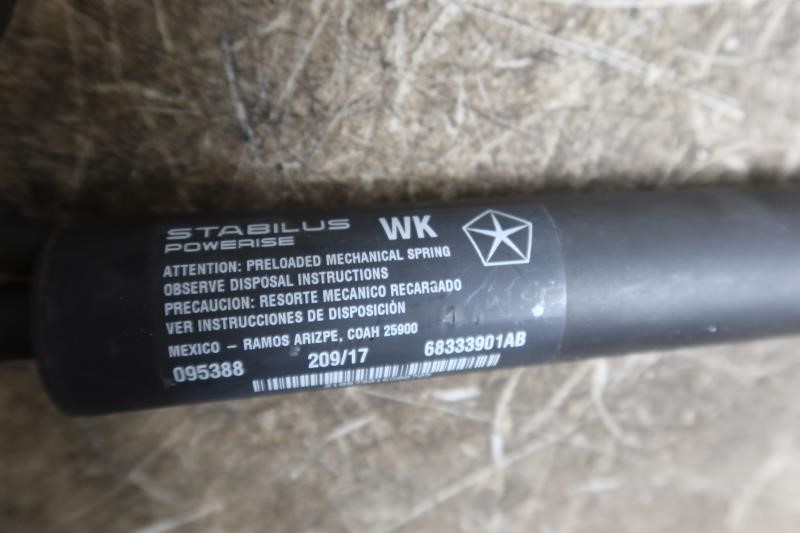 STABILUS WK
POWERISE
ATTENTION: PRELOADED MECHANICAL SPRING
OBSERVE DISPOSAL INSTRUCTIONS
PRECAUCION: RESORTE MECANICO RECARGADO
VER INSTRUCCIONES DE DISPOSICIÒN
MEXICO – RAMOS ARIZPE, COAH 25900
095388 209/17 68333901AB